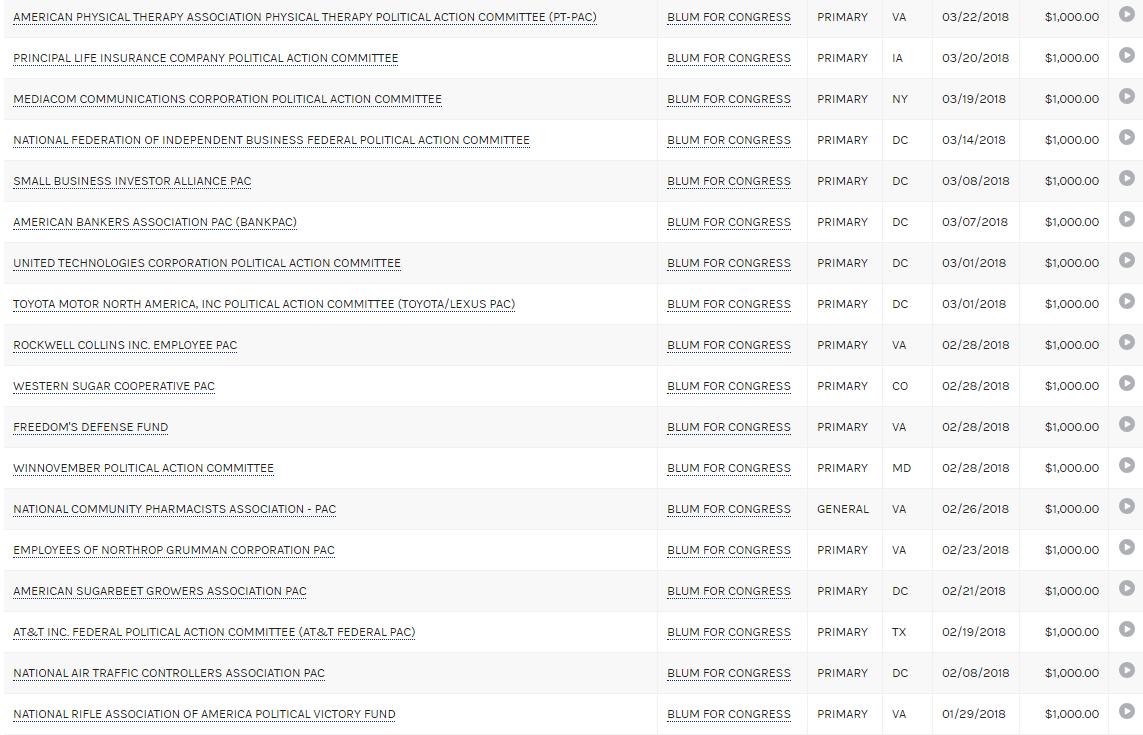 AMERICAN PHYSICAL THERAPY ASSOCIATION PHYSICAL THERAPY POLITICAL ACTION COMMITTEE (PT-PAC) BLUM FOR CONGRESS PRIMARY VA 03/22/2018 $1,000.00
PRINCIPAL LIFE INSURANCE COMPANY POLITICAL ACTION COMMITTEE BLUM FOR CONGRESS PRIMARY IA 03/20/2018 $1,000.00
MEDIACOM COMMUNICATIONS CORPORATION POLITICAL ACTION COMMITTEE BLUM FOR CONGRESS PRIMARY NY 03/19/2018 $1,000.00
NATIONAL FEDERATION OF INDEPENDENT BUSINESS FEDERAL POLITICAL ACTION COMMITTEE BLUM FOR CONGRESS PRIMARY DC 03/14/2018 $1,000.00
SMALL BUSINESS INVESTOR ALLIANCE PAC BLUM FOR CONGRESS PRIMARY DC 03/08/2018 $1,000.00
AMERICAN BANKERS ASSOCIATION PAC (BANKPAC) BLUM FOR CONGRESS PRIMARY DC 03/07/2018 $1,000.00
UNITED TECHNOLOGIES CORPORATION POLITICAL ACTION COMMITTEE BLUM FOR CONGRESS PRIMARY DC 03/01/2018 $1,000.00
TOYOTA MOTOR NORTH AMERICA, INC POLITICAL ACTION COMMITTEE (TOYOTA/LEXUS PAC) BLUM FOR CONGRESS PRIMARY DC 03/01/2018 $1,000.00
ROCKWELL COLLINS INC. EMPLOYEE PAC BLUM FOR CONGRESS PRIMARY VA 02/28/2018 $1,000.00
WESTERN SUGAR COOPERATIVE PAC BLUM FOR CONGRESS PRIMARY CO 02/28/2018 $1,000.00
FREEDOM'S DEFENSE FUND BLUM FOR CONGRESS PRIMARY VA 02/28/2018 $1,000.00
WINNOVEMBER POLITICAL ACTION COMMITTEE BLUM FOR CONGRESS PRIMARY MD 02/28/2018 $1,000.00
NATIONAL COMMUNITY PHARMACISTS ASSOCIATION - PAC BLUM FOR CONGRESS GENERAL VA 02/26/2018 $1,000.00
EMPLOYEES OF NORTHROP GRUMMAN CORPORATION PAC BLUM FOR CONGRESS PRIMARY VA 02/23/2018 $1,000.00
AMERICAN SUGARBEET GROWERS ASSOCIATION PAC BLUM FOR CONGRESS PRIMARY DC 02/21/2018 $1,000.00
AT&T INC. FEDERAL POLITICAL ACTION COMMITTEE (AT&T FEDERAL PAC) BLUM FOR CONGRESS PRIMARY TX 02/19/2018 $1,000.00
NATIONAL AIR TRAFFIC CONTROLLERS ASSOCIATION PAC BLUM FOR CONGRESS PRIMARY DC 02/08/2018 $1,000.00
NATIONAL RIFLE ASSOCIATION OF AMERICA POLITICAL VICTORY FUND BLUM FOR CONGRESS PRIMARY VA 01/29/2018 $1,000.00